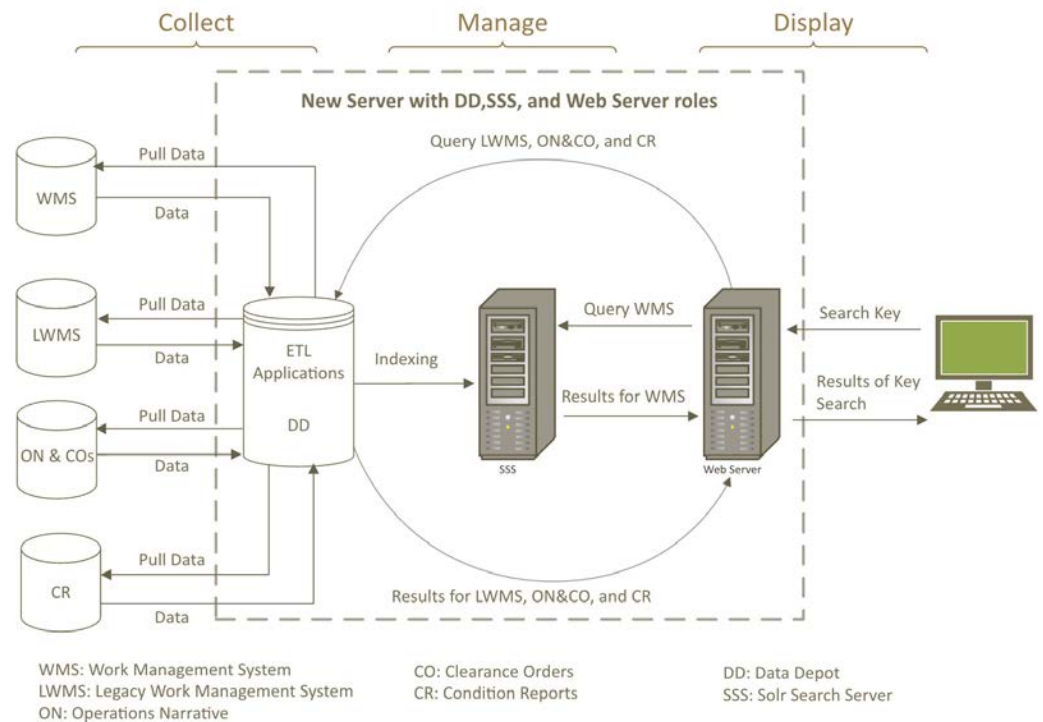 Collect
Manage
Display
New Server with DD,SSS, and Web Server roles
Query LWMS, ON&CO, and CR
Pull Data
WMS
Data
Pull Data
LWMS
Data
Pull Data
ON & COs
Data
Pull Data
CR
Data
ETL
Applications
DD
Indexing
Query WMS
Results for WMS
SSS
Web Server
Search Key
Results of Key
Search
Results for LWMS, ON&CO, and CR
WMS: Work Management System
LWMS: Legacy Work Management System
ON: Operations Narrative
CO: Clearance Orders
CR: Condition Reports
DD: Data Depot
SSS: Solr Search Server